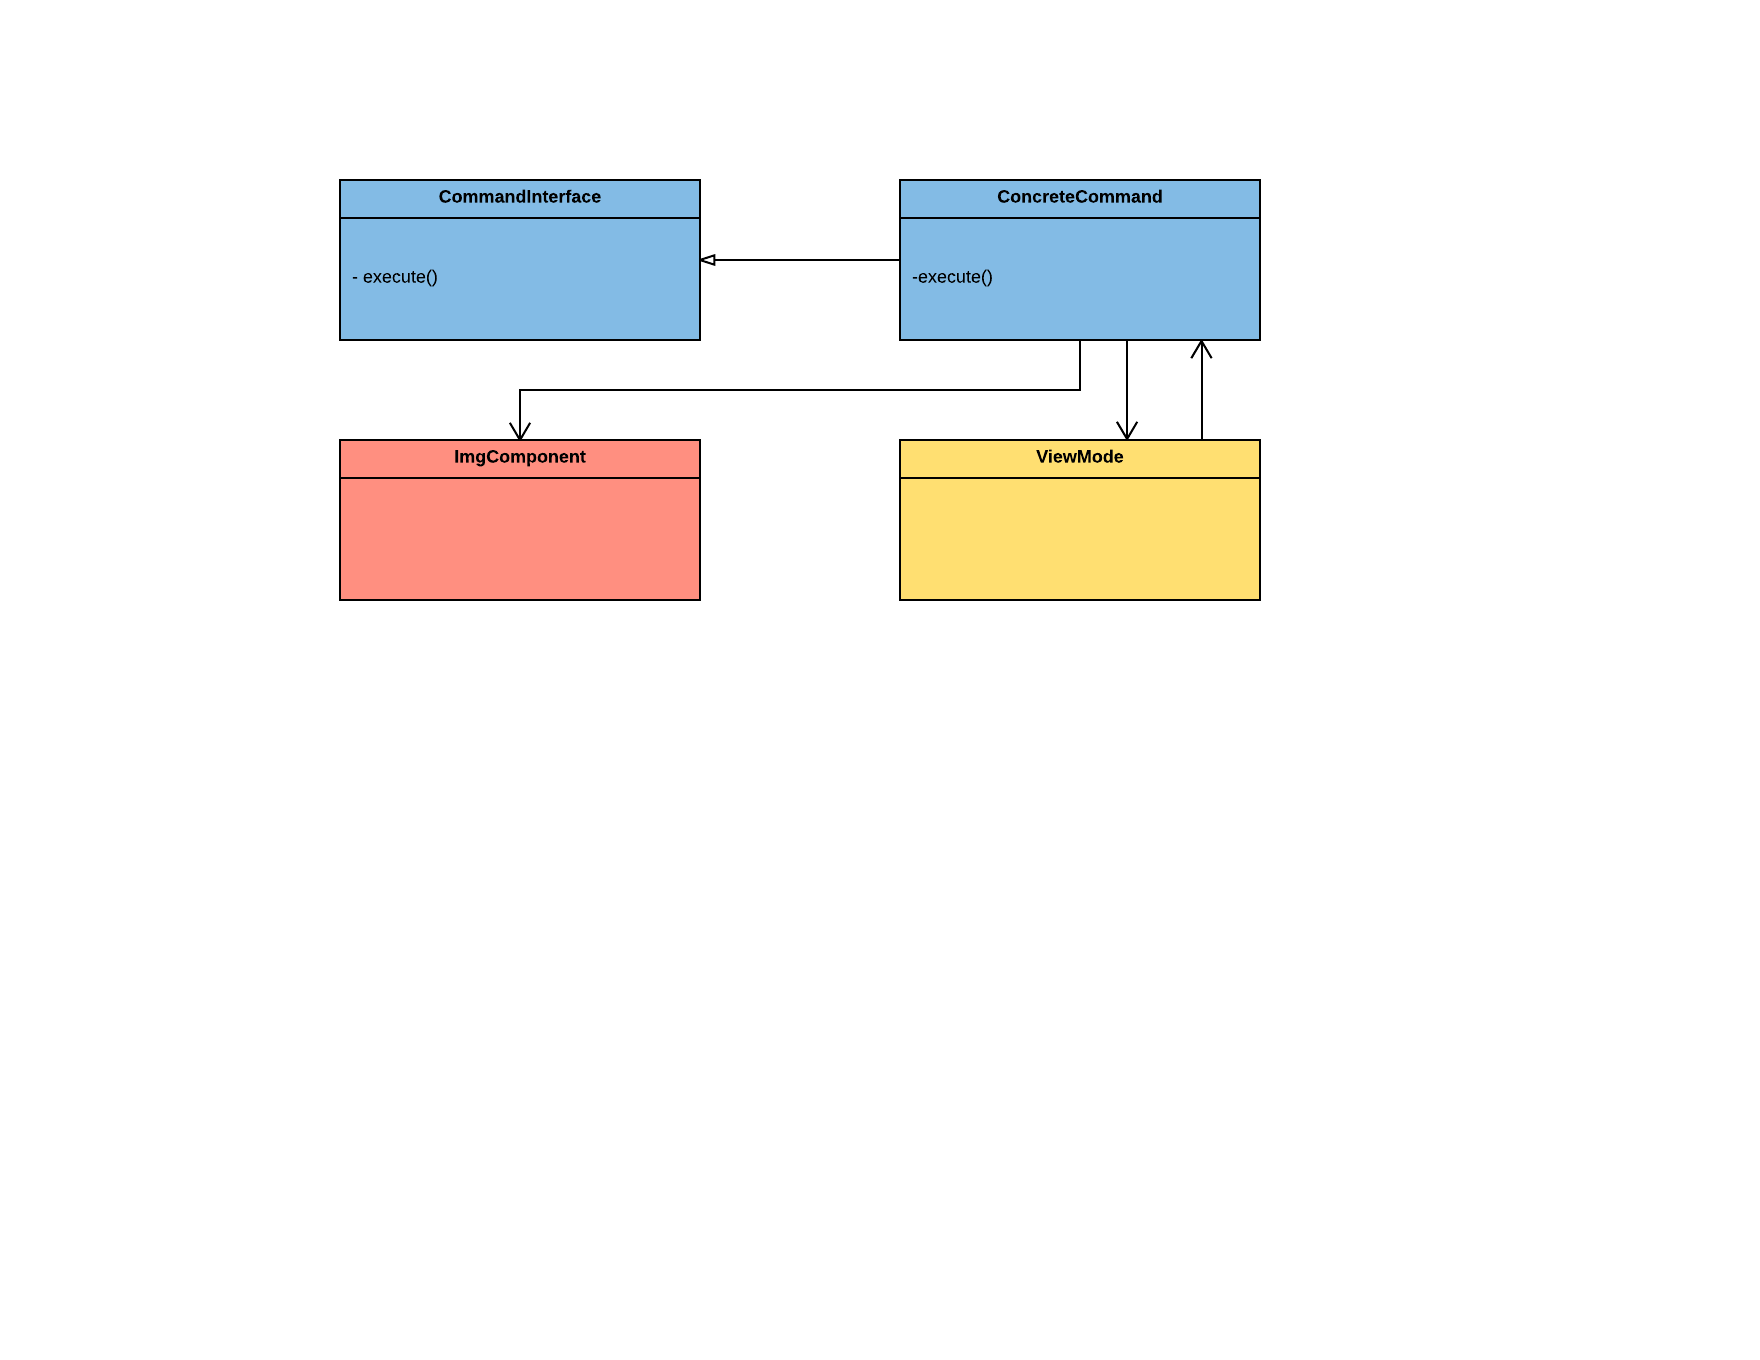 CommandInterface
ConcreteCommand
- execute()
-execute()
ImgComponent
ViewMode